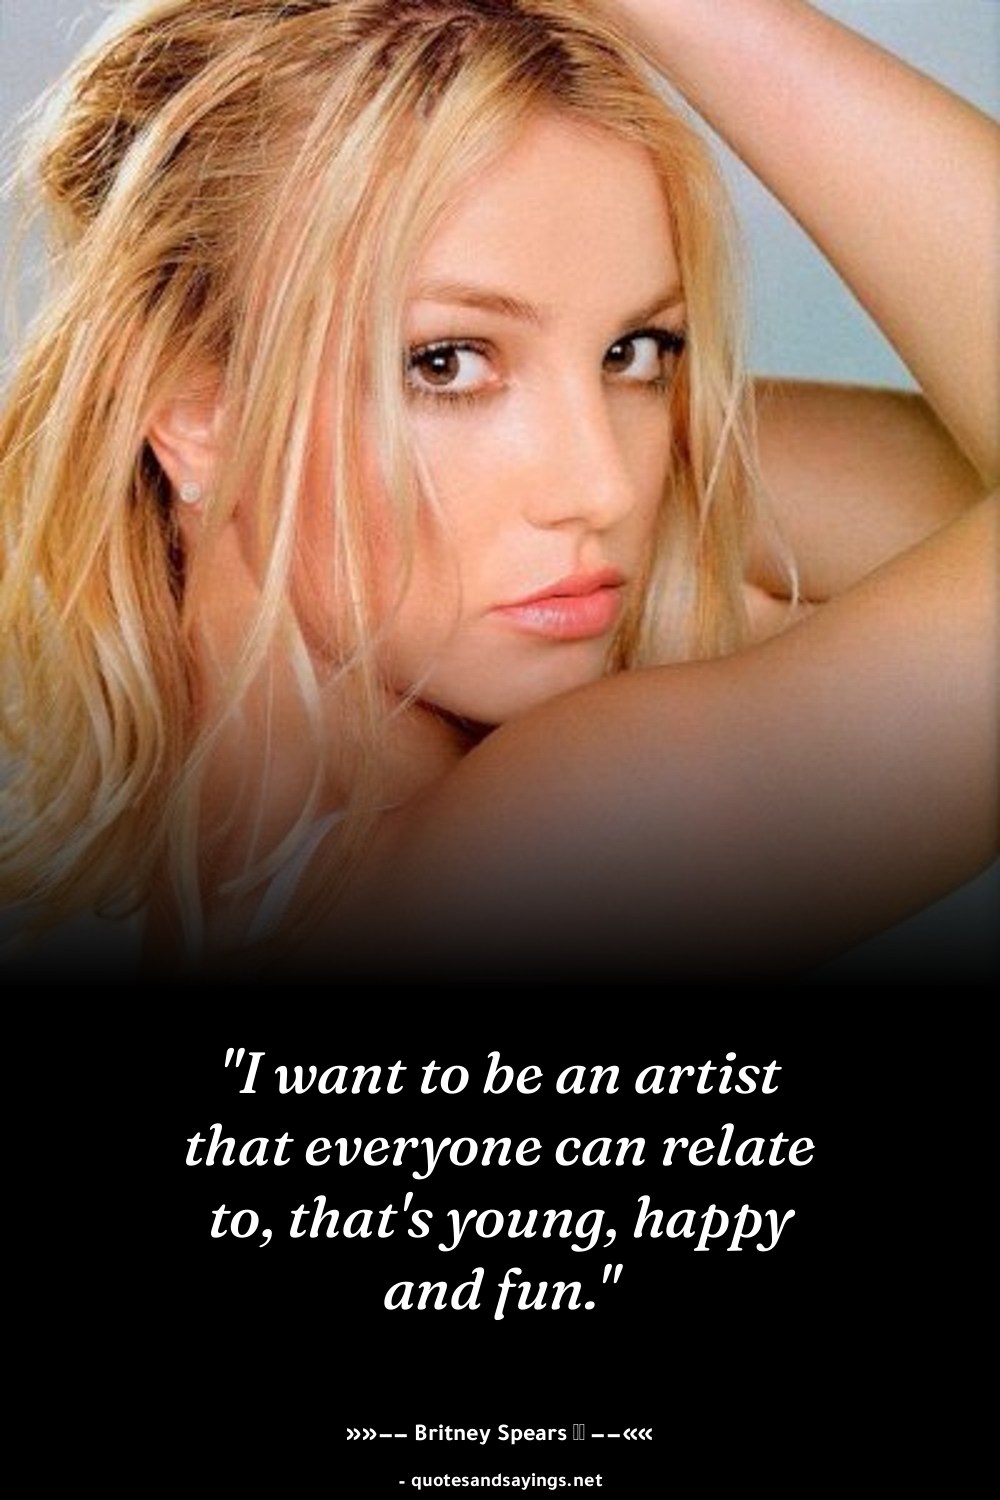 "I want to be an artist
that everyone can relate
to, that's young, happy
and fun."
»»−− Britney Spears −−««
- quotesandsayings.net